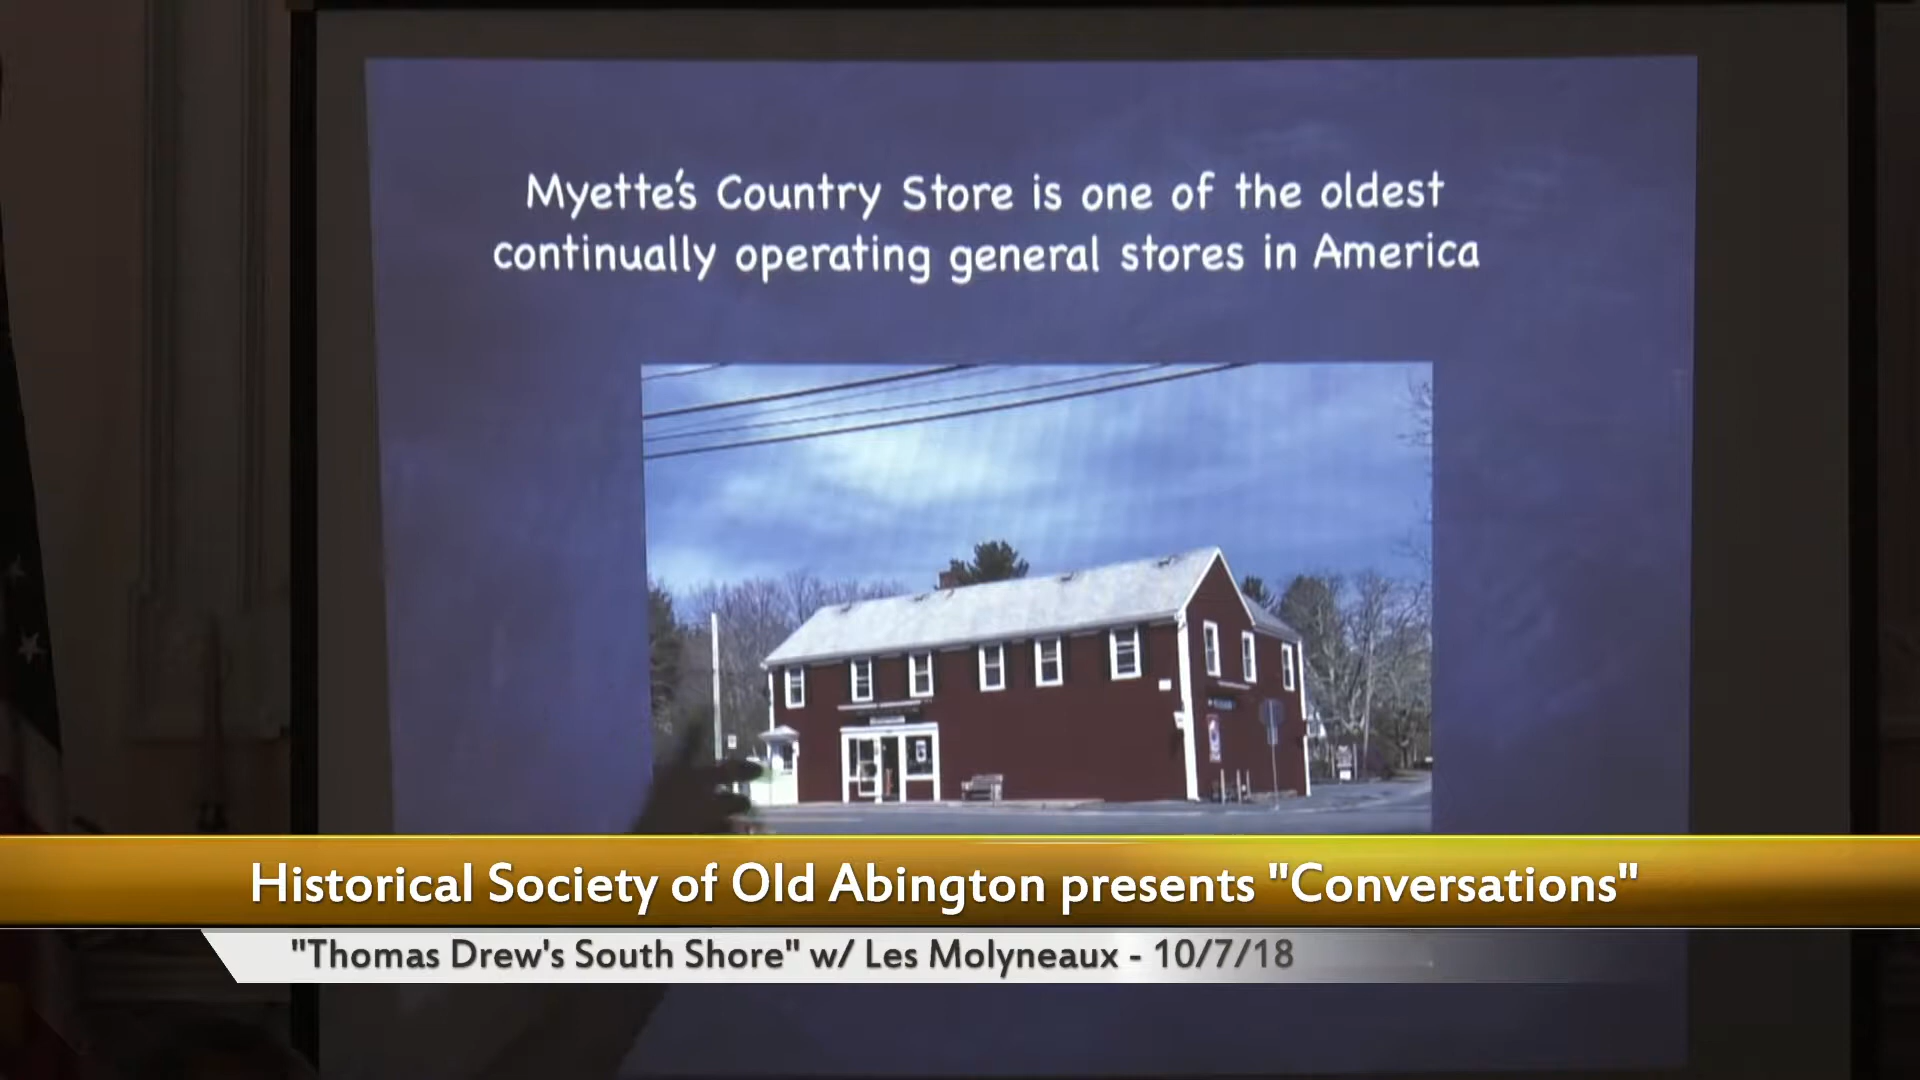 Myette's Country Store is one of the oldest
continually operating general stores in America
Historical Society of Old Abington presents "Conversations"
"Thomas Drew's South Shore" w/ Les Molyneaux - 10/7/18